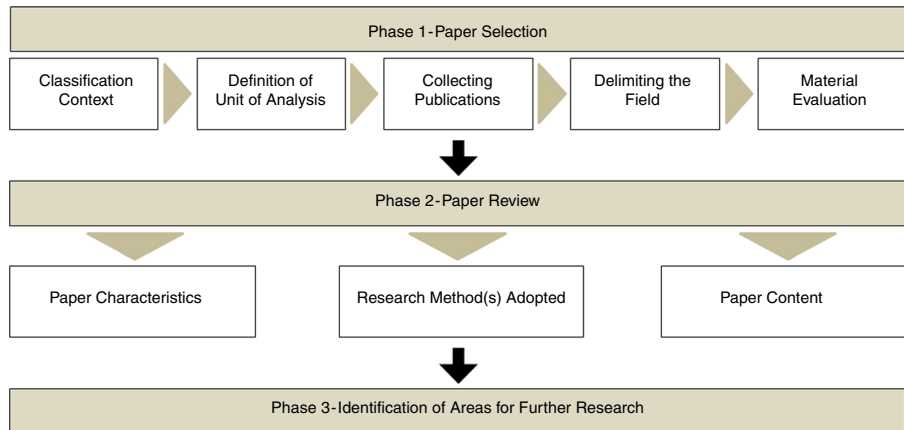 Phase 1-Paper Selection
Classification
Context
Definition of
Unit of Analysis
Collecting
Publications
Delimiting the
Field
Material
Evaluation
Phase 2-Paper Review
Paper Characteristics
Research Method(s) Adopted
Paper Content
Phase 3-Identification of Areas for Further Research